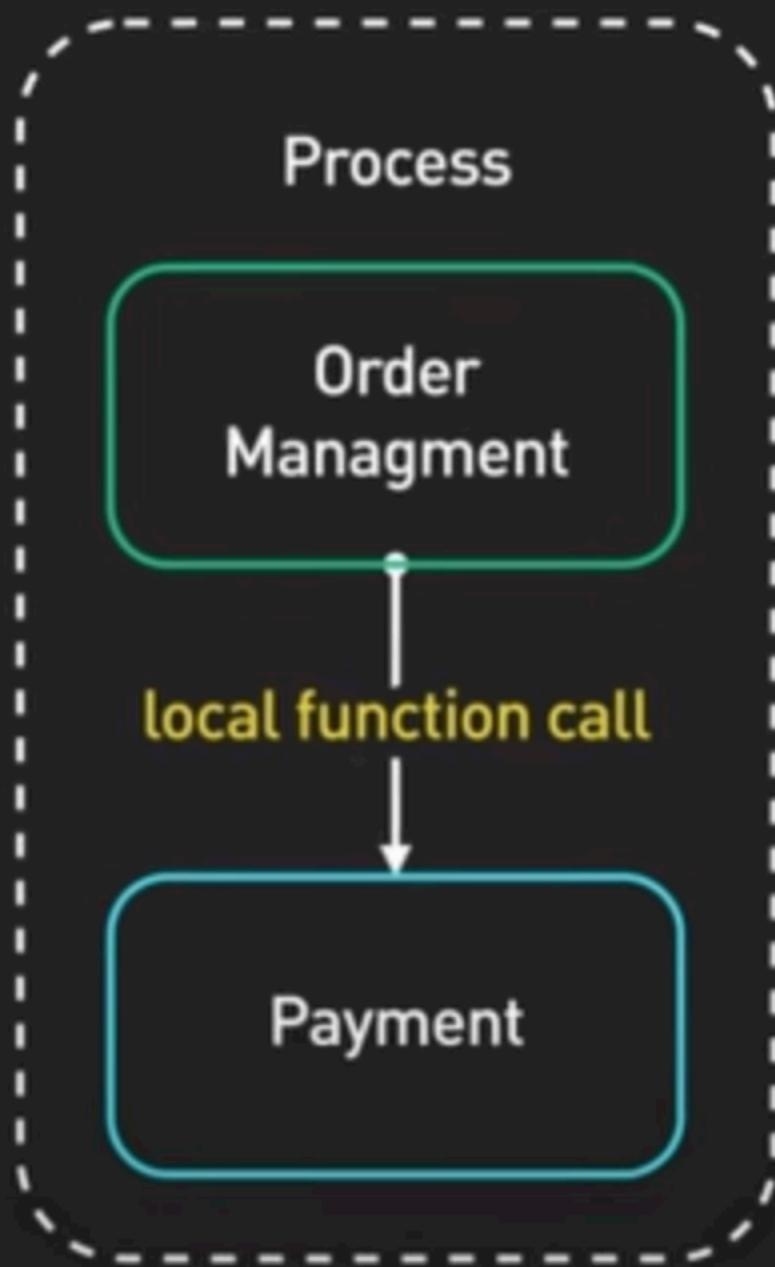 Process
Order
Managment
local function call
Payment